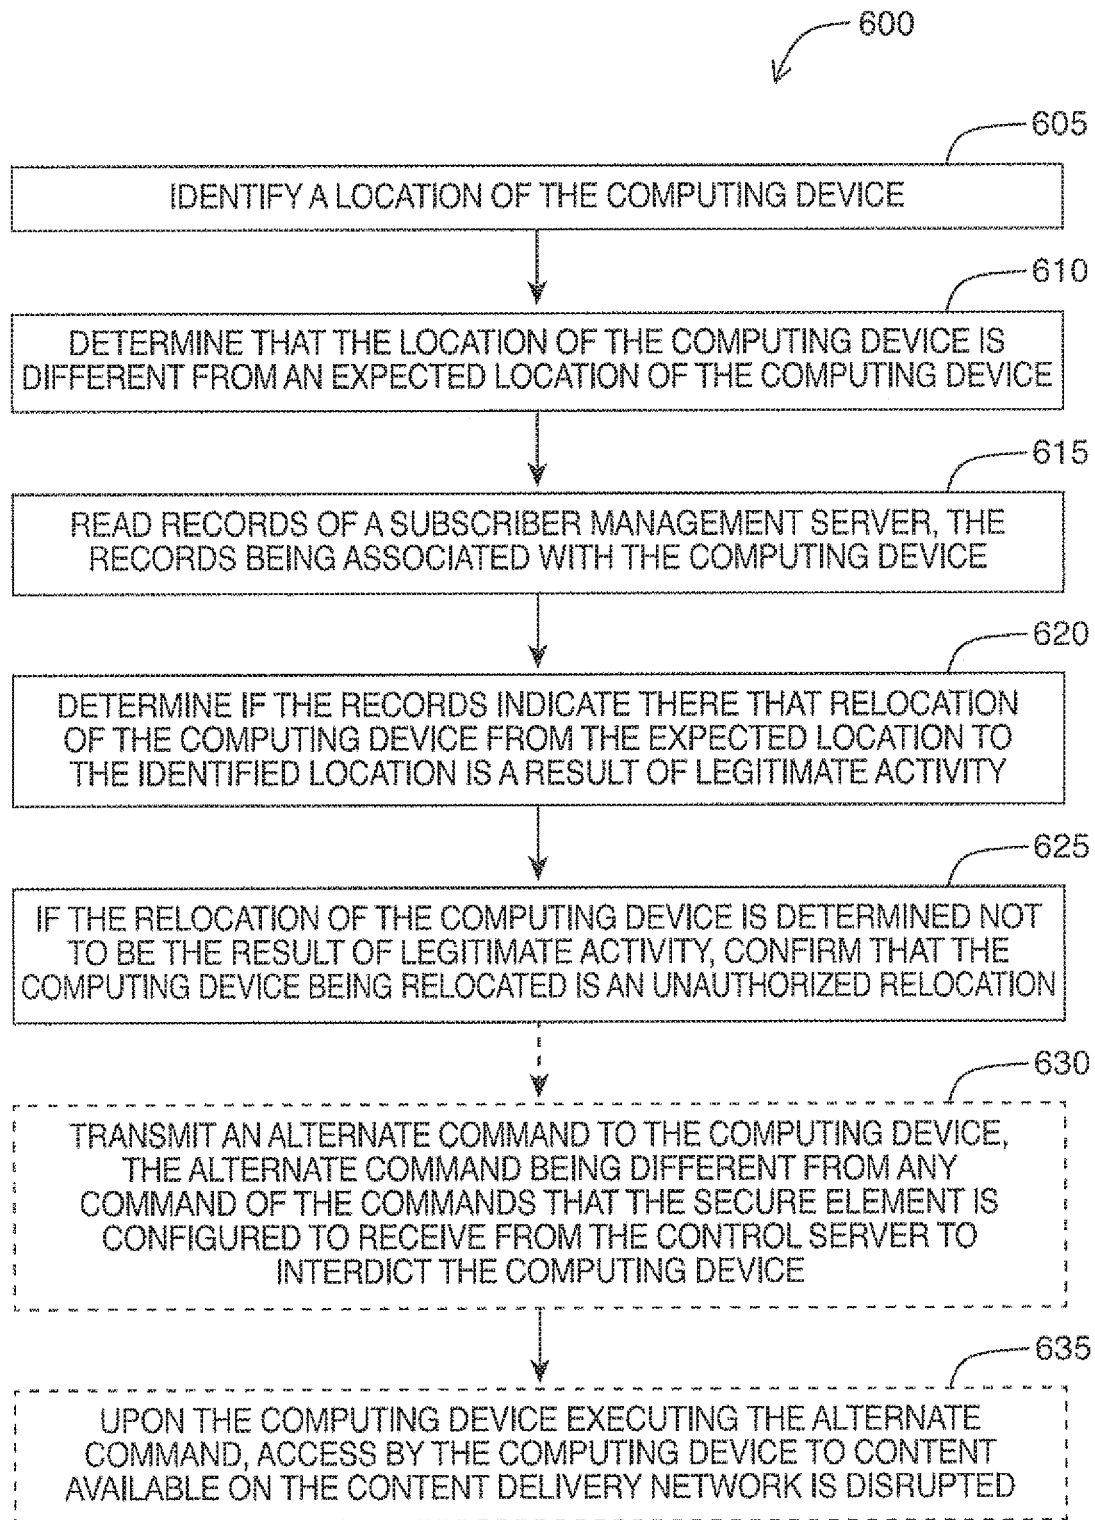 600
605
IDENTIFY A LOCATION OF THE COMPUTING DEVICE
610
DETERMINE THAT THE LOCATION OF THE COMPUTING DEVICE IS
DIFFERENT FROM AN EXPECTED LOCATION OF THE COMPUTING DEVICE
615
READ RECORDS OF A SUBSCRIBER MANAGEMENT SERVER, THE
RECORDS BEING ASSOCIATED WITH THE COMPUTING DEVICE
620
DETERMINE IF THE RECORDS INDICATE THERE THAT RELOCATION
OF THE COMPUTING DEVICE FROM THE EXPECTED LOCATION TO
THE IDENTIFIED LOCATION IS A RESULT OF LEGITIMATE ACTIVITY
625
IF THE RELOCATION OF THE COMPUTING DEVICE IS DETERMINED NOT
TO BE THE RESULT OF LEGITIMATE ACTIVITY, CONFIRM THAT THE
COMPUTING DEVICE BEING RELOCATED IS AN UNAUTHORIZED RELOCATION
630
TRANSMIT AN ALTERNATE COMMAND TO THE COMPUTING DEVICE,
THE ALTERNATE COMMAND BEING DIFFERENT FROM ANY
COMMAND OF THE COMMANDS THAT THE SECURE ELEMENT IS
CONFIGURED TO RECEIVE FROM THE CONTROL SERVER TO
INTERDICT THE COMPUTING DEVICE
635
UPON THE COMPUTING DEVICE EXECUTING THE ALTERNATE
COMMAND, ACCESS BY THE COMPUTING DEVICE TO CONTENT
AVAILABLE ON THE CONTENT DELIVERY NETWORK IS DISRUPTED